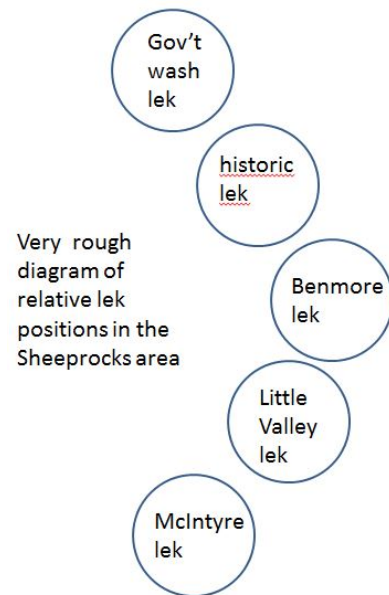 Gov’t
wash
lek
historic
lek
Very rough
diagram of
relative lek
positions in the
Sheeprocks area
Benmore
lek
Little
Valley
lek
McIntyre
lek